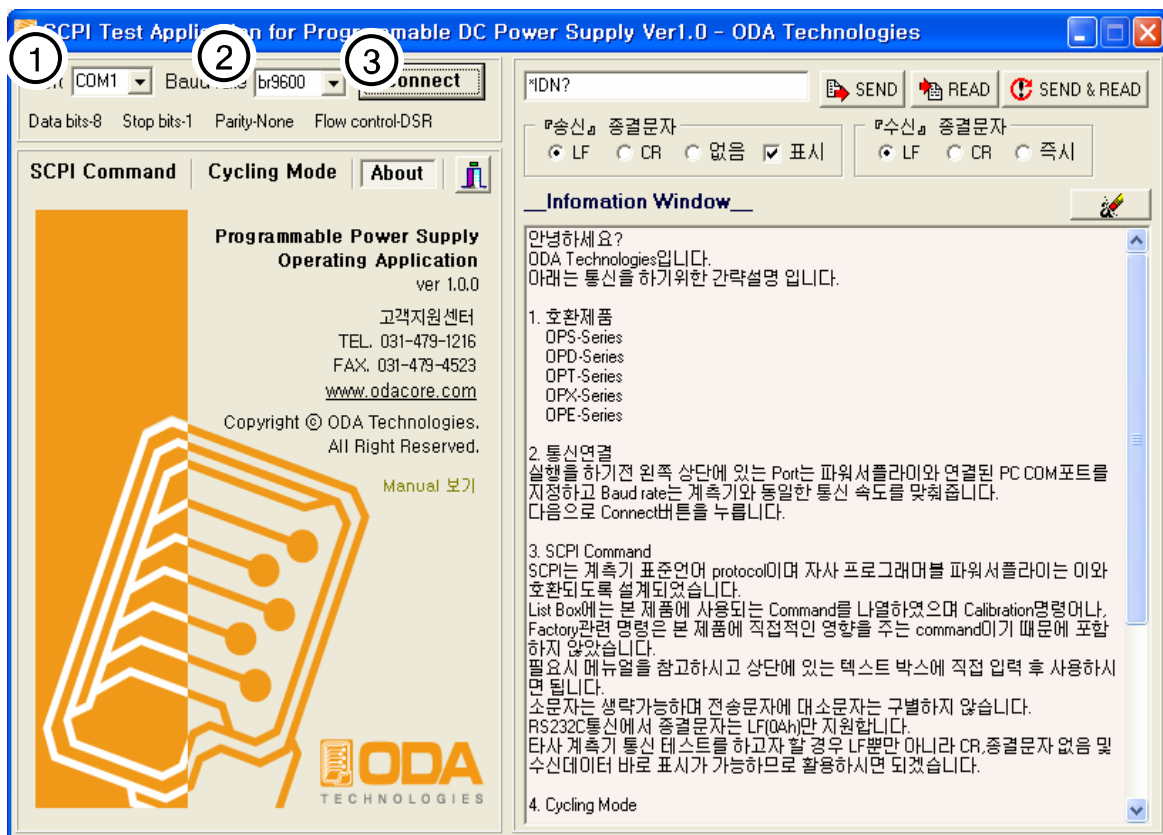 SCPI Test Application for Programmable DC Power Supply Ver1.0 - ODA Technologies
1
2
3
COM1
br9600
Connect
Data bits-8 Stop bits-1 Parity-None Flow control-DSR
SCPI Command Cycling Mode About
Programmable Power Supply
Operating Application
ver 1.0.0
고객지원센터
TEL. 031-479-1216
FAX. 031-479-4523
www.odacore.com
Copyright ⓒ ODA Technologies.
All Right Reserved.
Manual 보기
ODA
TECHNOLOGIES
*IDN?
SEND READ SEND & READ
『송신』 종결문자
LF CR 없음 표시
『수신』 종결문자
LF CR 즉시
__Infomation Window__
안녕하세요?
ODA Technologies입니다.
아래는 통신을 하기위한 간략설명 입니다.
1. 호환제품
OPS-Series
OPD-Series
OPT-Series
OPX-Series
OPE-Series
2. 통신연결
실행을 하기전 왼쪽 상단에 있는 Port는 파워서플라이와 연결된 PC COM포트를
지정하고 Baud rate는 계측기와 동일한 통신 속도를 맞춰줍니다.
다음으로 Connect버튼을 누릅니다.
3. SCPI Command
SCPI는 계측기 표준언어 protocol이며 자사 프로그래머블 파워서플라이는 이와
호환되도록 설계되었습니다.
List Box에는 본 제품에 사용되는 Command를 나열하였으며 Calibration명령어나,
Factory관련 명령은 본 제품에 직접적인 영향을 주는 command이기 때문에 포함
하지 않았습니다.
필요시 메뉴얼을 참고하시고 상단에 있는 텍스트 박스에 직접 입력 후 사용하시
면 됩니다.
소문자는 생략가능하며 전송문자에 대소문자는 구별하지 않습니다.
RS232C통신에서 종결문자는 LF(0Ah)만 지원합니다.
타사 계측기 통신 테스트를 하고자 할 경우 LF뿐만 아니라 CR,종결문자 없음 및
수신데이터 바로 표시가 가능하므로 활용하시면 되겠습니다.
4. Cycling Mode